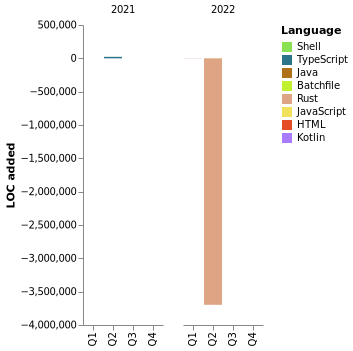 2021
2022
500,000
0
−500,000
−1,000,000
−1,500,000
−2,000,000
−2,500,000
−3,000,000
−3,500,000
−4,000,000
LOC added
Q1
Q2
Q3
Q4
Q1
Q2
Q3
Q4
Language
Shell
TypeScript
Java
Batchfile
Rust
JavaScript
HTML
Kotlin